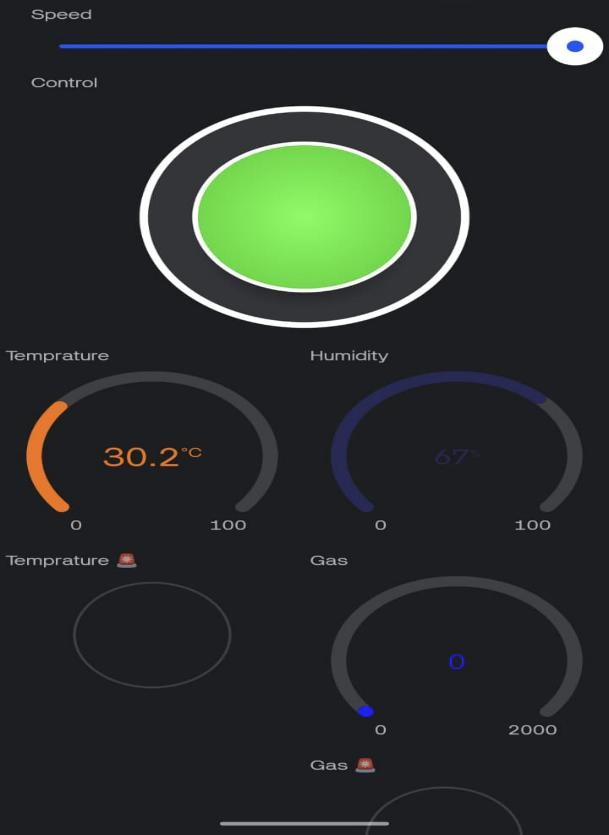 Speed
Control
Temprature
Humidity
30.2°C
67%
0
100
0
100
Temprature 🚨
Gas
0
0
2000
Gas 🚨